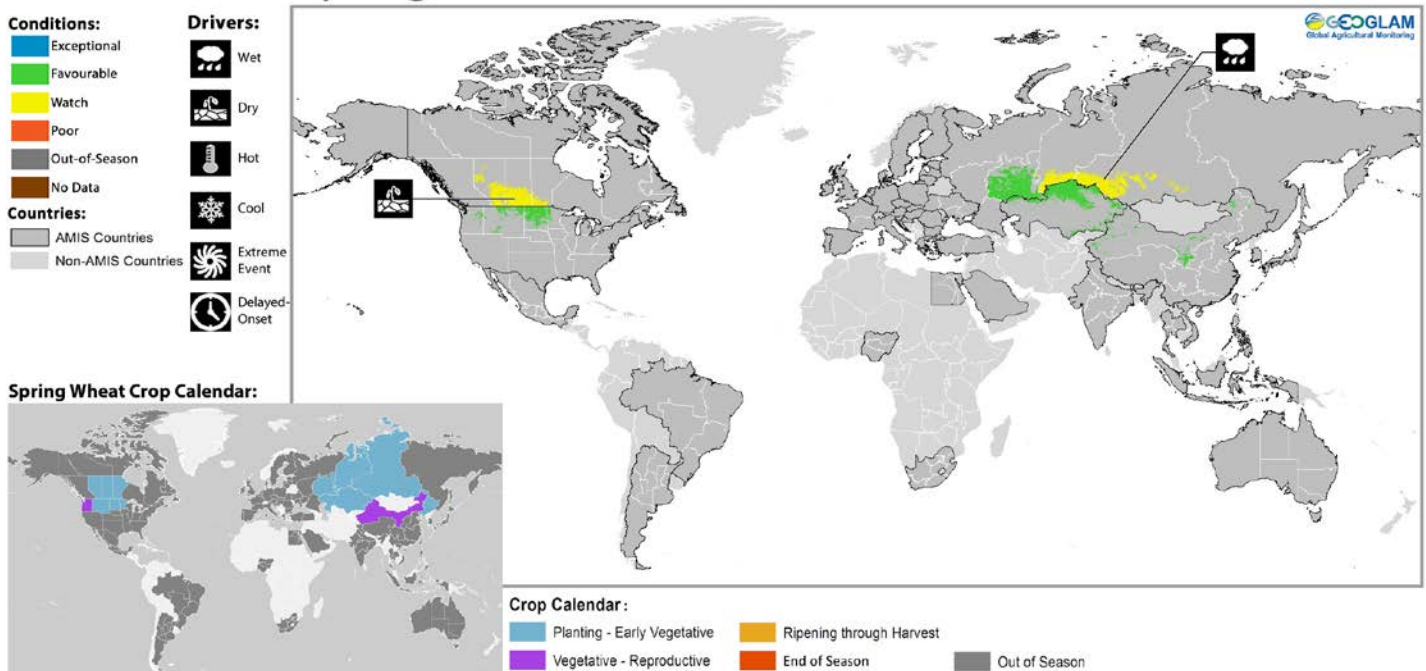 Conditions:
Exceptional
Favourable
Watch
Poor
Out-of-Season
No Data
Countries:
AMIS Countries
Non-AMIS Countries
Drivers:
Wet
Dry
Hot
Cool
Extreme
Event
Delayed-
Onset
GEOGLAM
Global Agricultural Monitoring
Spring Wheat Crop Calendar:
Crop Calendar :
Planting - Early Vegetative
Vegetative - Reproductive
Ripening through Harvest
End of Season
Out of Season